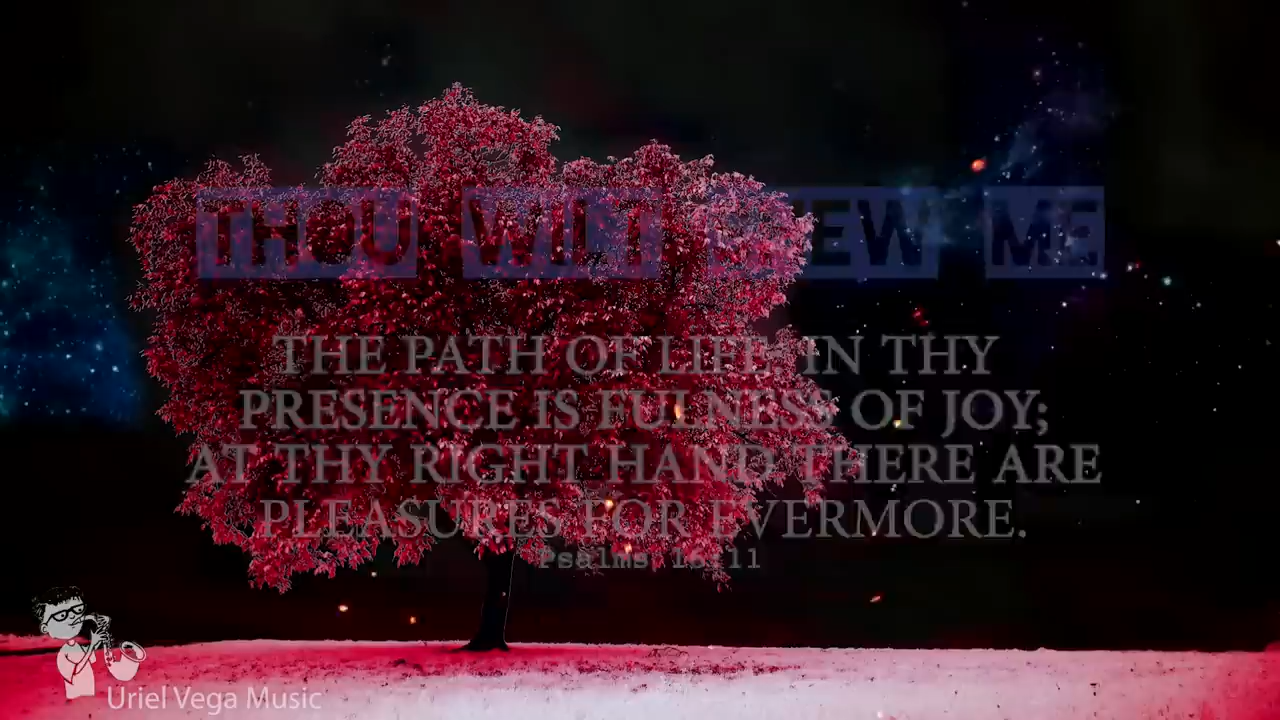 THOU WILT SHEW ME
THE PATH OF LIFE: IN THY
PRESENCE IS FULNESS OF JOY;
AT THY RIGHT HAND THERE ARE
PLEASURES FOR EVERMORE.
Psalms 16:11
Uriel Vega Music